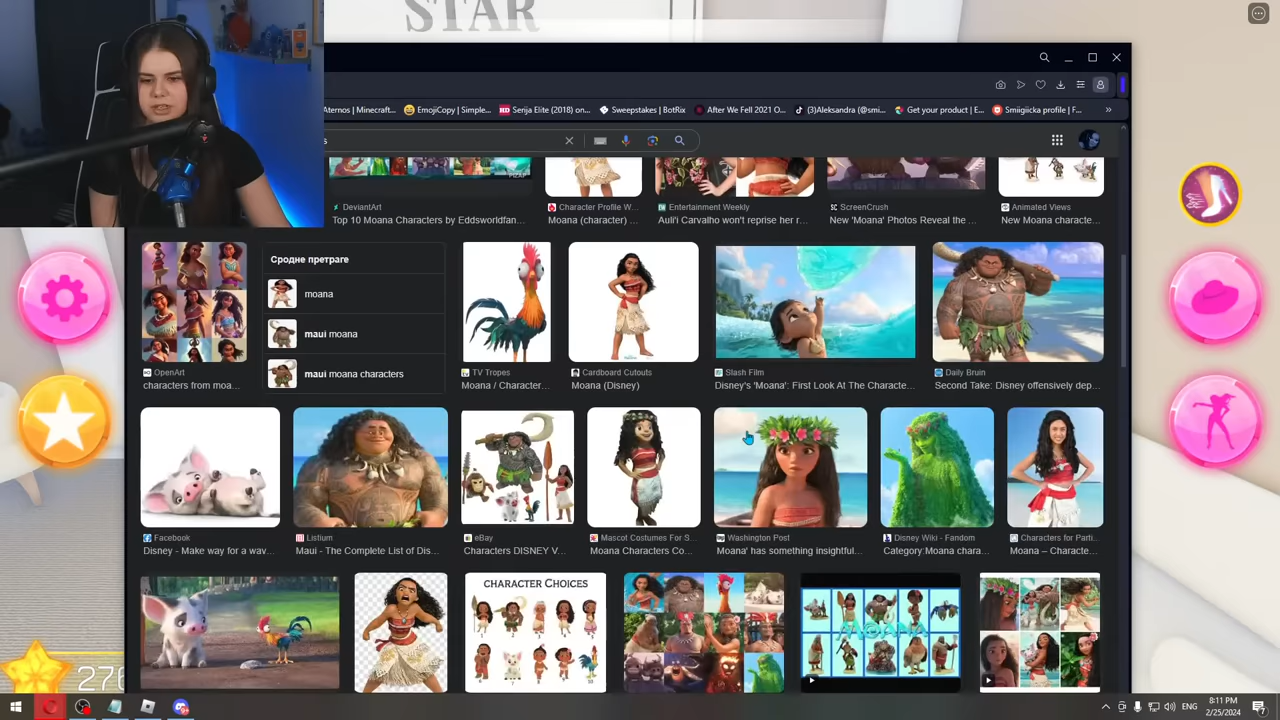 STAR
Aternos | Minecraft... EmojiCopy | Simple... HD Serija Elite (2018) on... Sweepstakes | BotRix After We Fell 2021 O... (3)Aleksandra (@smi... Get your product | E... Smiigiicka profile | F... »
s
DeviantArt
Top 10 Moana Characters by Eddsworldfan...
Character Profile W...
Moana (character) ...
Entertainment Weekly
Auli'i Carvalho won't reprise her r...
ScreenCrush
New 'Moana' Photos Reveal the ...
Animated Views
New Moana characte...
OpenArt
characters from moa...
Сродне претраге
moana
maui moana
maui moana characters
TV Tropes
Moana / Character...
Cardboard Cutouts
Moana (Disney)
Slash Film
Disney's 'Moana': First Look At The Characte...
Daily Bruin
Second Take: Disney offensively dep...
Facebook
Disney - Make way for a wav...
Listium
Maui - The Complete List of Dis...
eBay
Characters DISNEY V...
Mascot Costumes For S...
Moana Characters Co...
Washington Post
Moana' has something insightful...
Disney Wiki - Fandom
Category:Moana chara...
Characters for Parti...
Moana – Characte...
CHARACTER CHOICES
MOANA
ENG
8:11 PM
2/25/2024